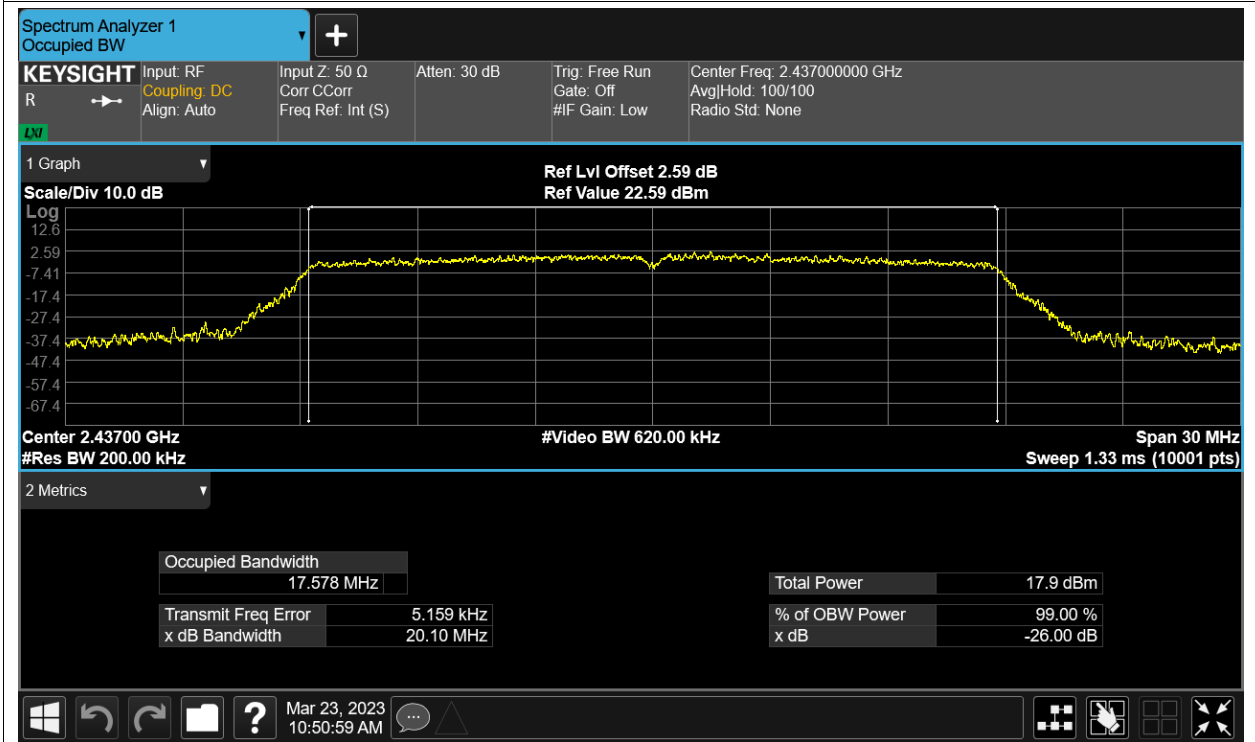 Spectrum Analyzer 1
Occupied BW
KEYSIGHT
R
LXI
Input: RF
Coupling: DC
Align: Auto
Input Z: 50 Ω
Corr CCorr
Freq Ref: Int (S)
Atten: 30 dB
Trig: Free Run
Gate: Off
#IF Gain: Low
Center Freq: 2.437000000 GHz
Avg|Hold: 100/100
Radio Std: None
1 Graph
Scale/Div 10.0 dB
Ref Lvl Offset 2.59 dB
Ref Value 22.59 dBm
Log
12.6
2.59
-7.41
-17.4
-27.4
-37.4
-47.4
-57.4
-67.4
Center 2.43700 GHz
#Res BW 200.00 kHz
#Video BW 620.00 kHz
Span 30 MHz
Sweep 1.33 ms (10001 pts)
2 Metrics
Occupied Bandwidth
17.578 MHz
Transmit Freq Error 5.159 kHz
x dB Bandwidth 20.10 MHz
Total Power 17.9 dBm
% of OBW Power 99.00 %
x dB -26.00 dB
?
Mar 23, 2023
10:50:59 AM